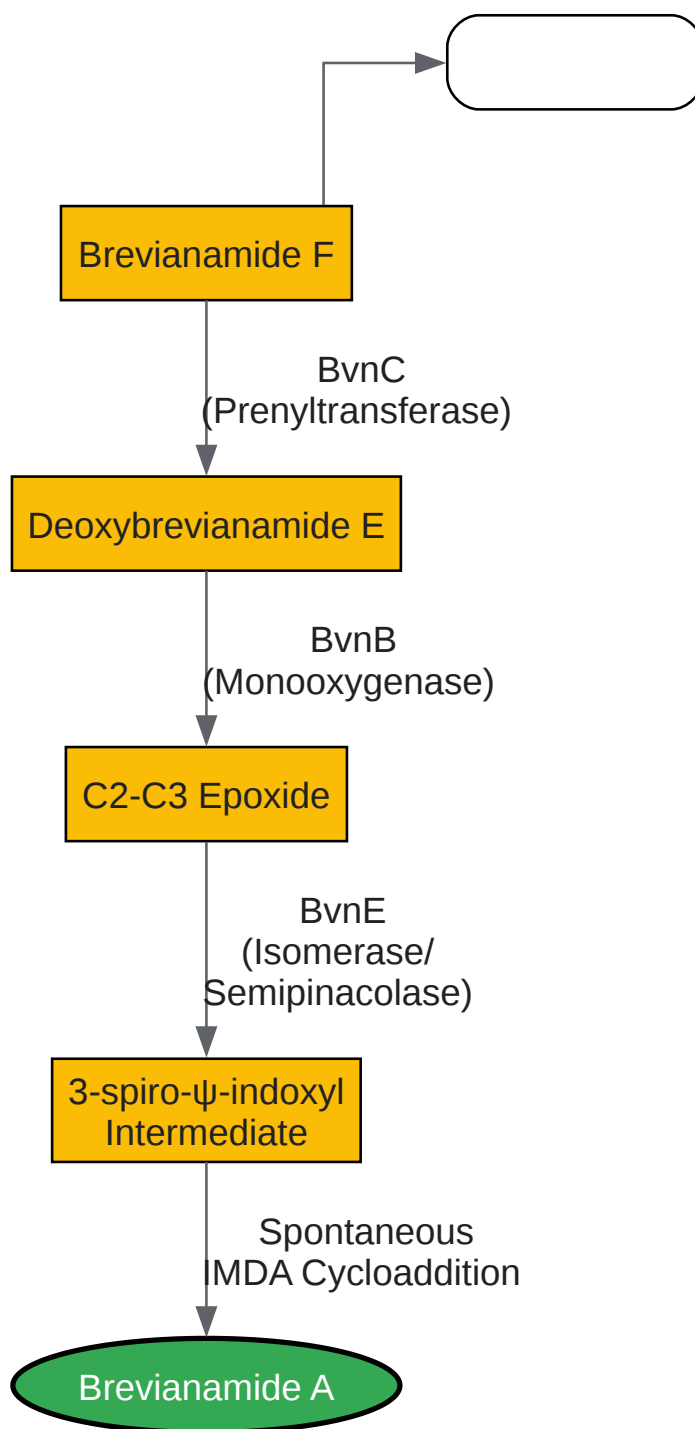 Brevianamide F
BvnC
(Prenyltransferase)
Deoxybrevianamide E
BvnB
(Monooxygenase)
C2-C3 Epoxide
BvnE
(Isomerase/
Semipinacolase)
3-spiro-ψ-indoxyl
Intermediate
Spontaneous
IMDA Cycloaddition
Brevianamide A